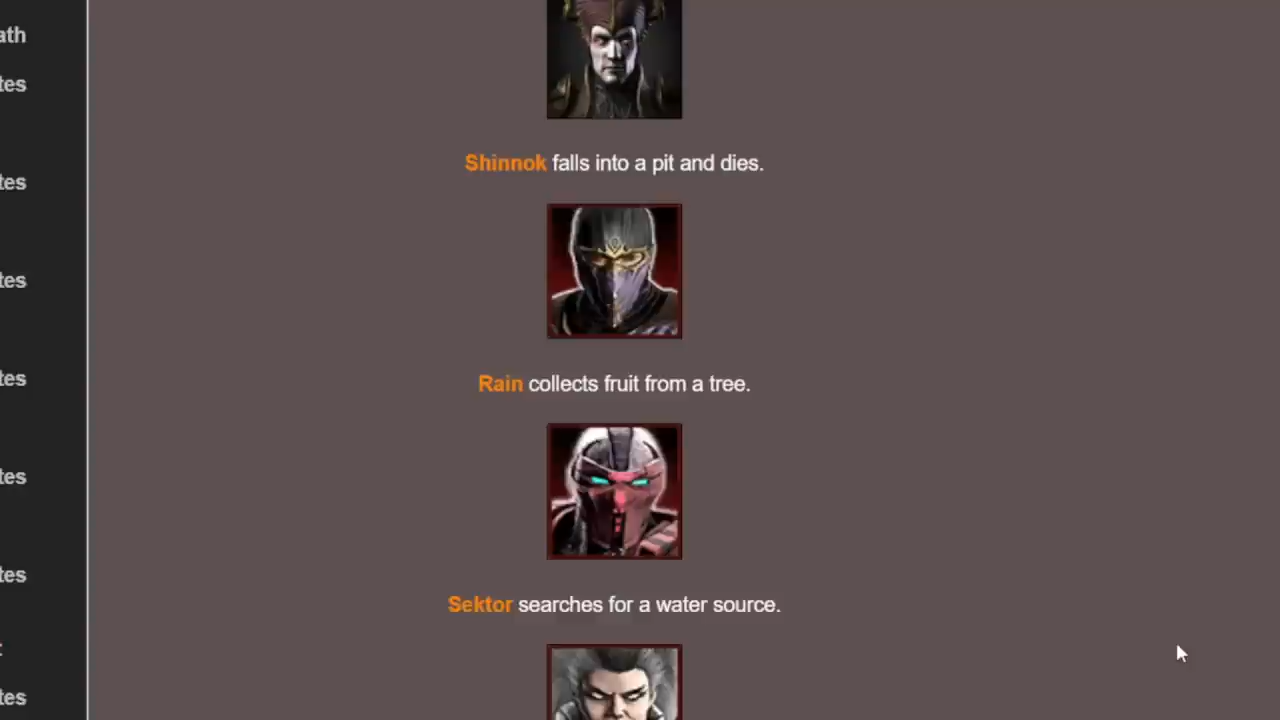 ath
tes
Shinnok falls into a pit and dies.
tes
tes
Rain collects fruit from a tree.
tes
tes
tes
Sektor searches for a water source.
tes